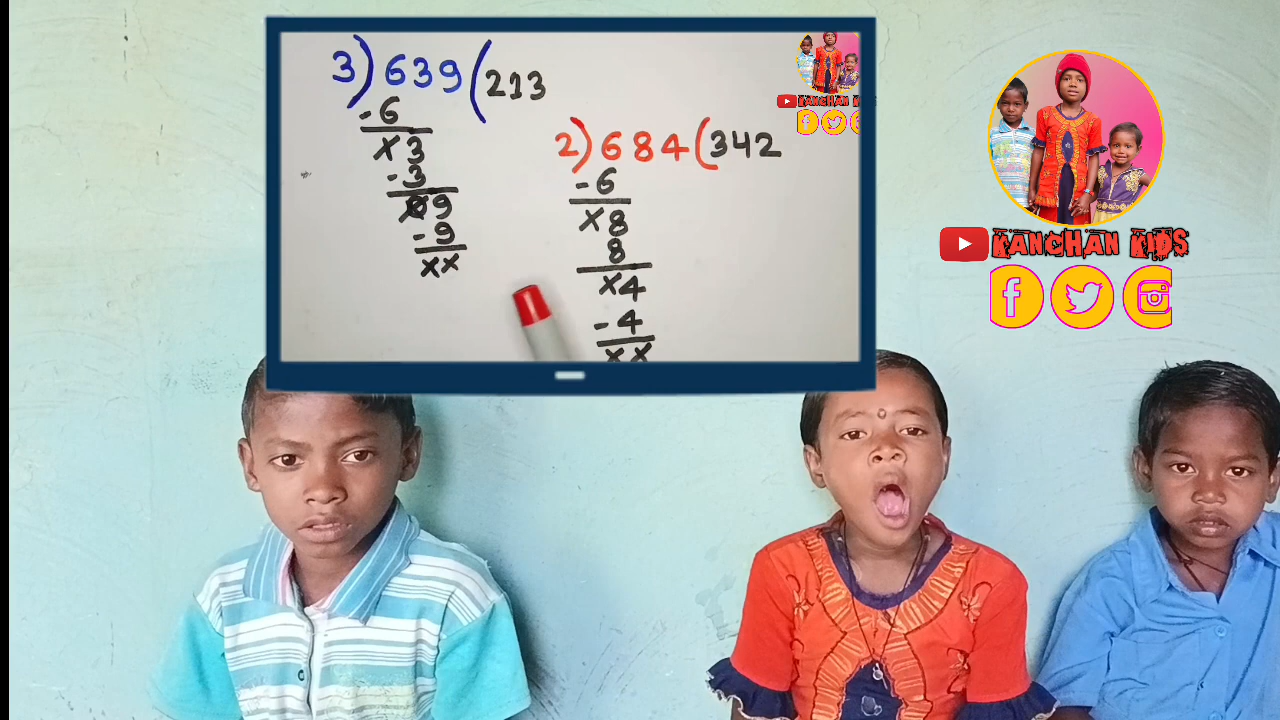 3)639(213
-6
x3
-3
09
-9
xx
2)684(342
-6
x8
8
x4
-4
xx
KANCHAN KIDS
KANCHAN KIDS